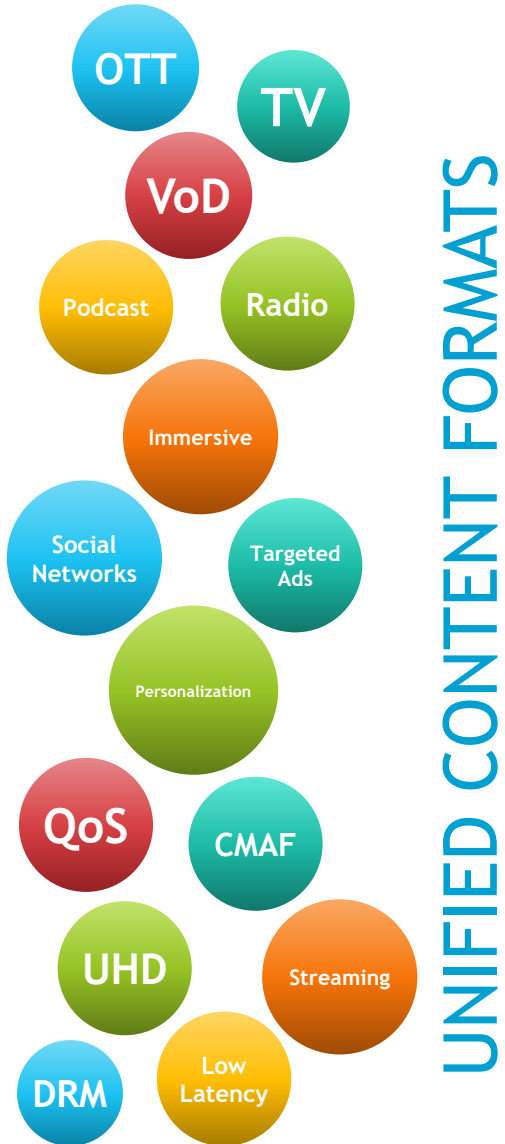 OTT
TV
VoD
Podcast
Radio
Immersive
Social
Networks
Targeted
Ads
Personalization
QoS
CMAF
UHD
Streaming
Low
Latency
DRM
UNIFIED CONTENT FORMATS